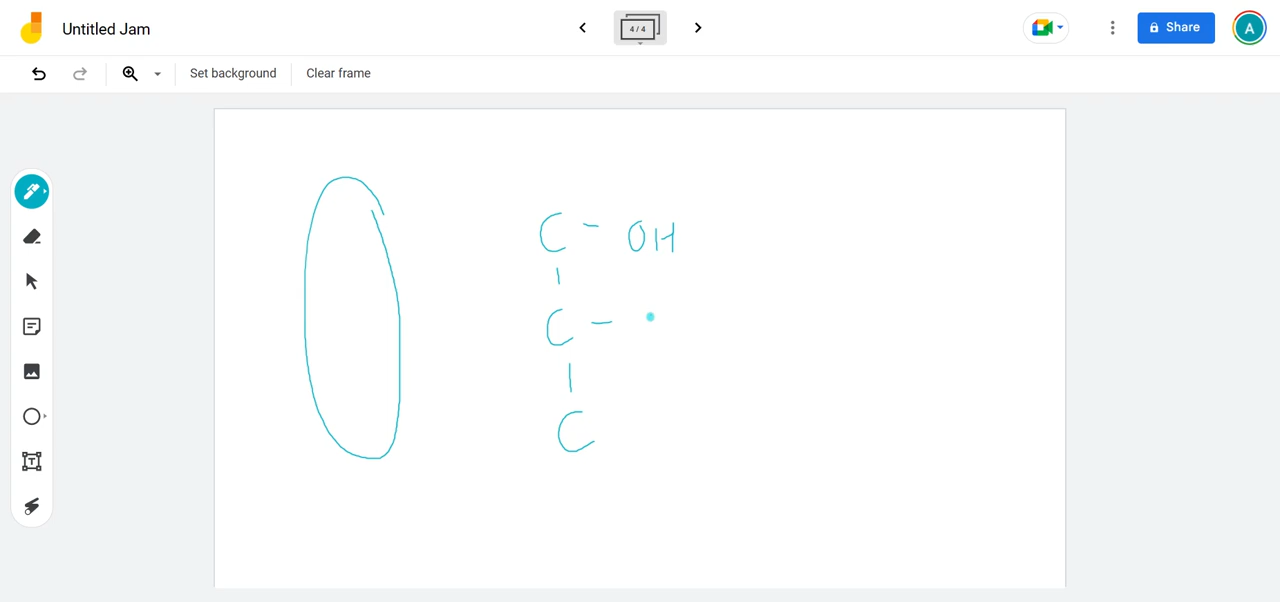 Untitled Jam
4 / 4
Share
A
Set background
Clear frame
C - OH
|
C -
|
C
T